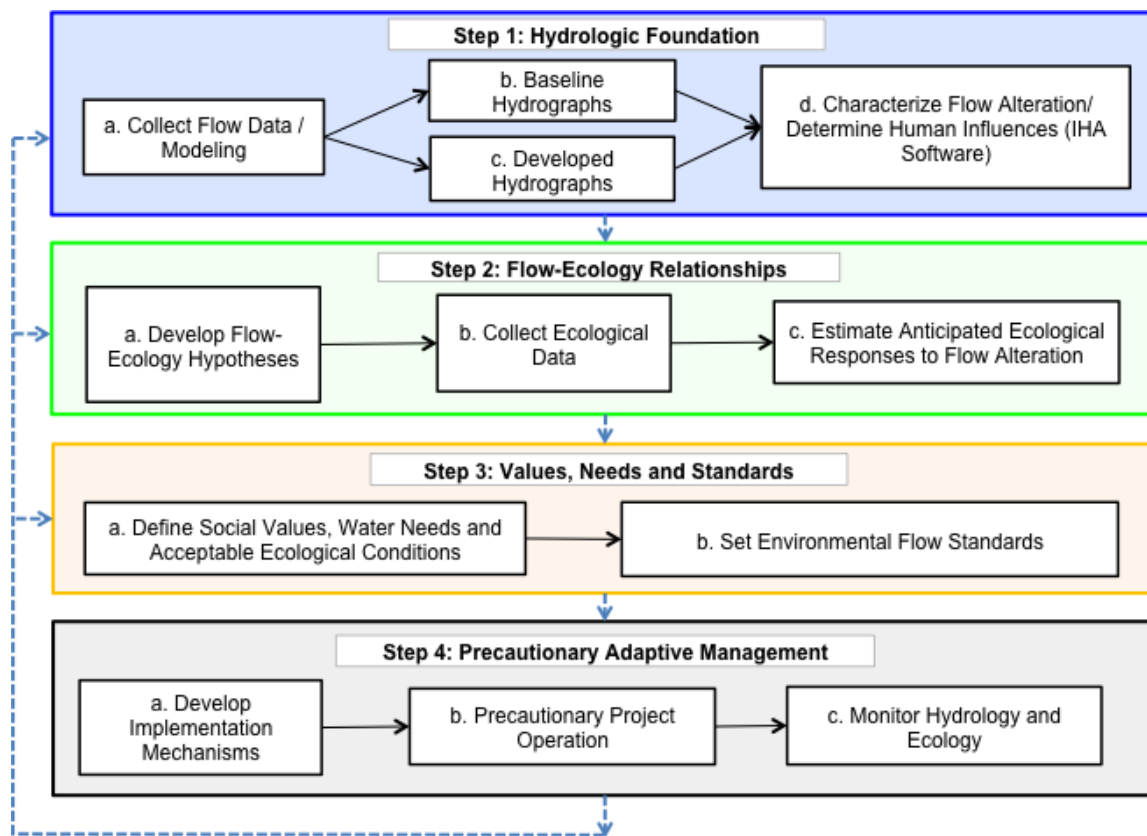 Step 1: Hydrologic Foundation
a. Collect Flow Data /
Modeling
b. Baseline
Hydrographs
c. Developed
Hydrographs
d. Characterize Flow Alteration/
Determine Human Influences (IHA
Software)
Step 2: Flow-Ecology Relationships
a. Develop Flow-
Ecology Hypotheses
b. Collect Ecological
Data
c. Estimate Anticipated Ecological
Responses to Flow Alteration
Step 3: Values, Needs and Standards
a. Define Social Values, Water Needs and
Acceptable Ecological Conditions
b. Set Environmental Flow Standards
Step 4: Precautionary Adaptive Management
a. Develop
Implementation
Mechanisms
b. Precautionary Project
Operation
c. Monitor Hydrology and
Ecology